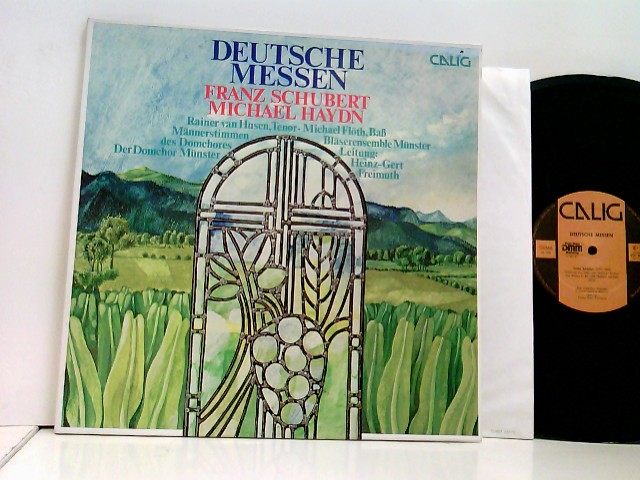 DEUTSCHE
MESSEN
CALIG
FRANZ SCHUBERT
MICHAEL HAYDN
Rainer van Husen, Tenor - Michael Floth, Baß
Männerstimmen
des Domchores
Der Domchor Münster
Bläserensemble Münster
Leitung:
Heinz-Gert
Freimuth
CALIG
DEUTSCHE MESSEN
DMM